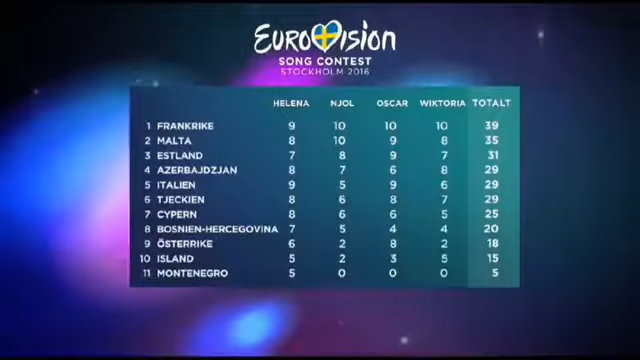 EUROVISION
SONG CONTEST
STOCKHOLM 2016
HELENA NJOL OSCAR WIKTORIA TOTALT
1 FRANKRIKE 9 10 10 10 39
2 MALTA 8 10 9 8 35
3 ESTLAND 7 8 9 7 31
4 AZERBAJDZJAN 8 7 6 8 29
5 ITALIEN 9 5 9 6 29
6 TJECKIEN 8 6 8 7 29
7 CYPERN 8 6 6 5 25
8 BOSNIEN-HERCEGOVINA 7 5 4 4 20
9 ÖSTERRIKE 6 2 8 2 18
10 ISLAND 5 2 3 5 15
11 MONTENEGRO 5 0 0 0 5